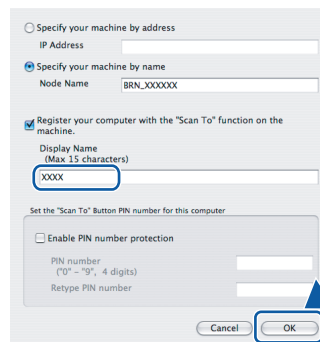 Specify your machine by address
IP Address
Specify your machine by name
Node Name BRN_XXXXXX
Register your computer with the "Scan To" function on the
machine.
Display Name
(Max 15 characters)
XXXX
Set the "Scan To" Button PIN number for this computer
Enable PIN number protection
PIN number
("0" – "9", 4 digits)
Retype PIN number
Cancel OK